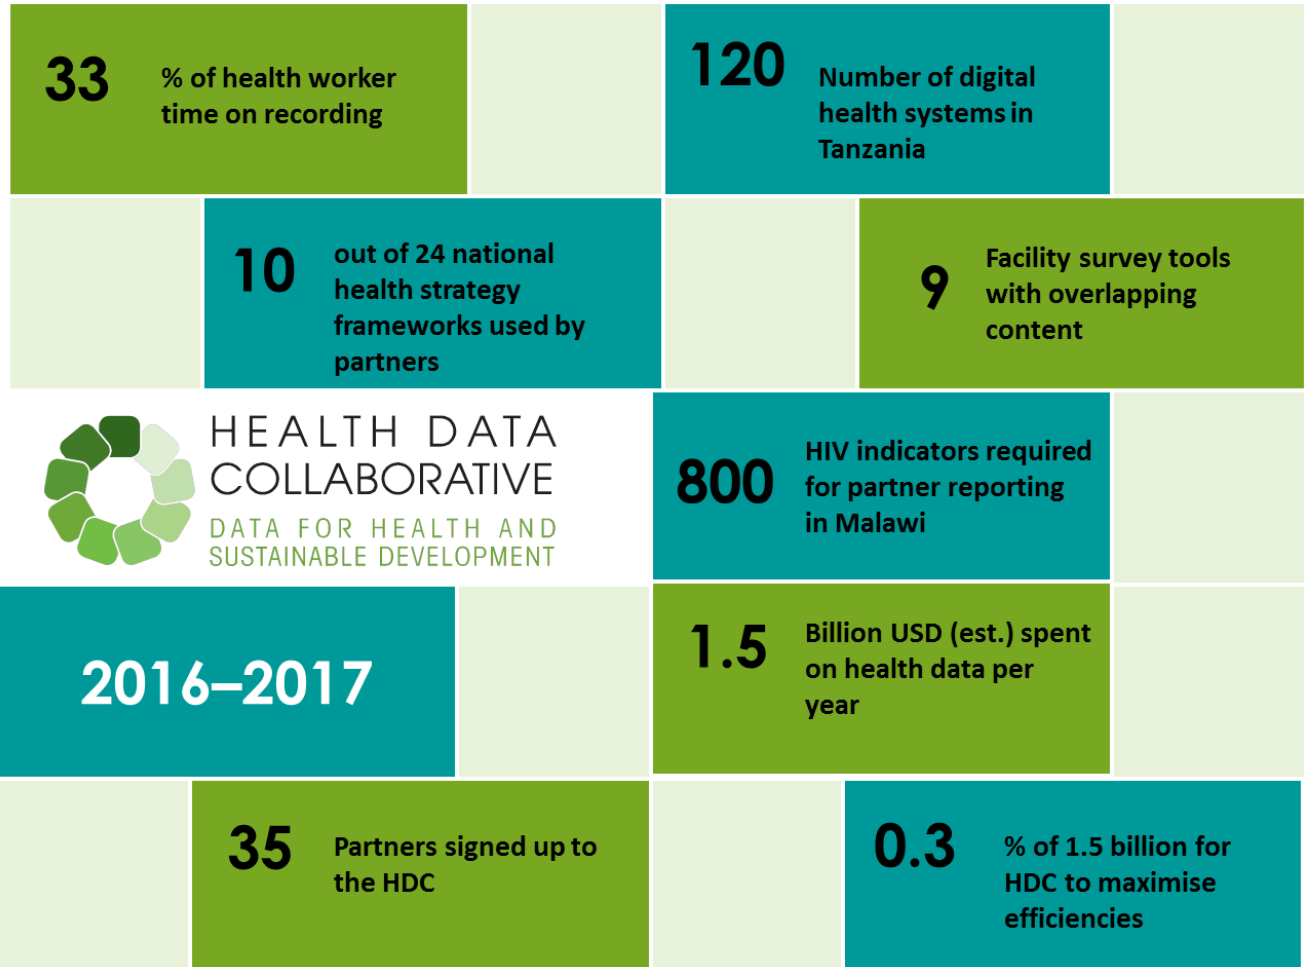 33
% of health worker
time on recording
120
Number of digital
health systems in
Tanzania
10
out of 24 national
health strategy
frameworks used by
partners
9
Facility survey tools
with overlapping
content
HEALTH DATA
COLLABORATIVE
DATA FOR HEALTH AND
SUSTAINABLE DEVELOPMENT
800
HIV indicators required
for partner reporting
in Malawi
2016–2017
1.5
Billion USD (est.) spent
on health data per
year
35
Partners signed up to
the HDC
0.3
% of 1.5 billion for
HDC to maximise
efficiencies